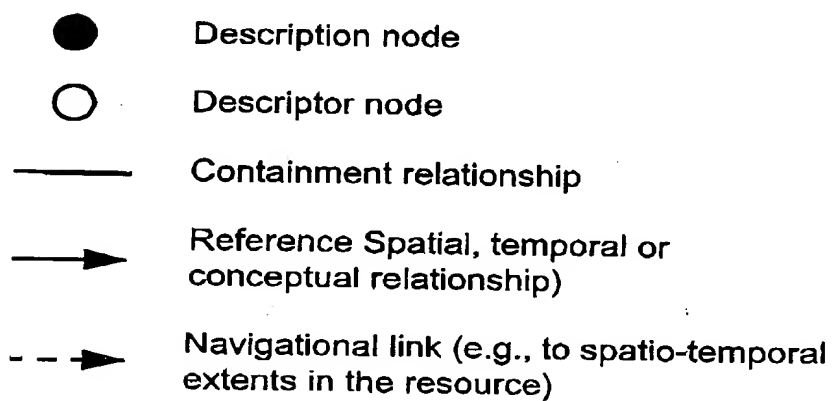 Description node
Descriptor node
Containment relationship
Reference Spatial, temporal or
conceptual relationship)
Navigational link (e.g., to spatio-temporal
extents in the resource)